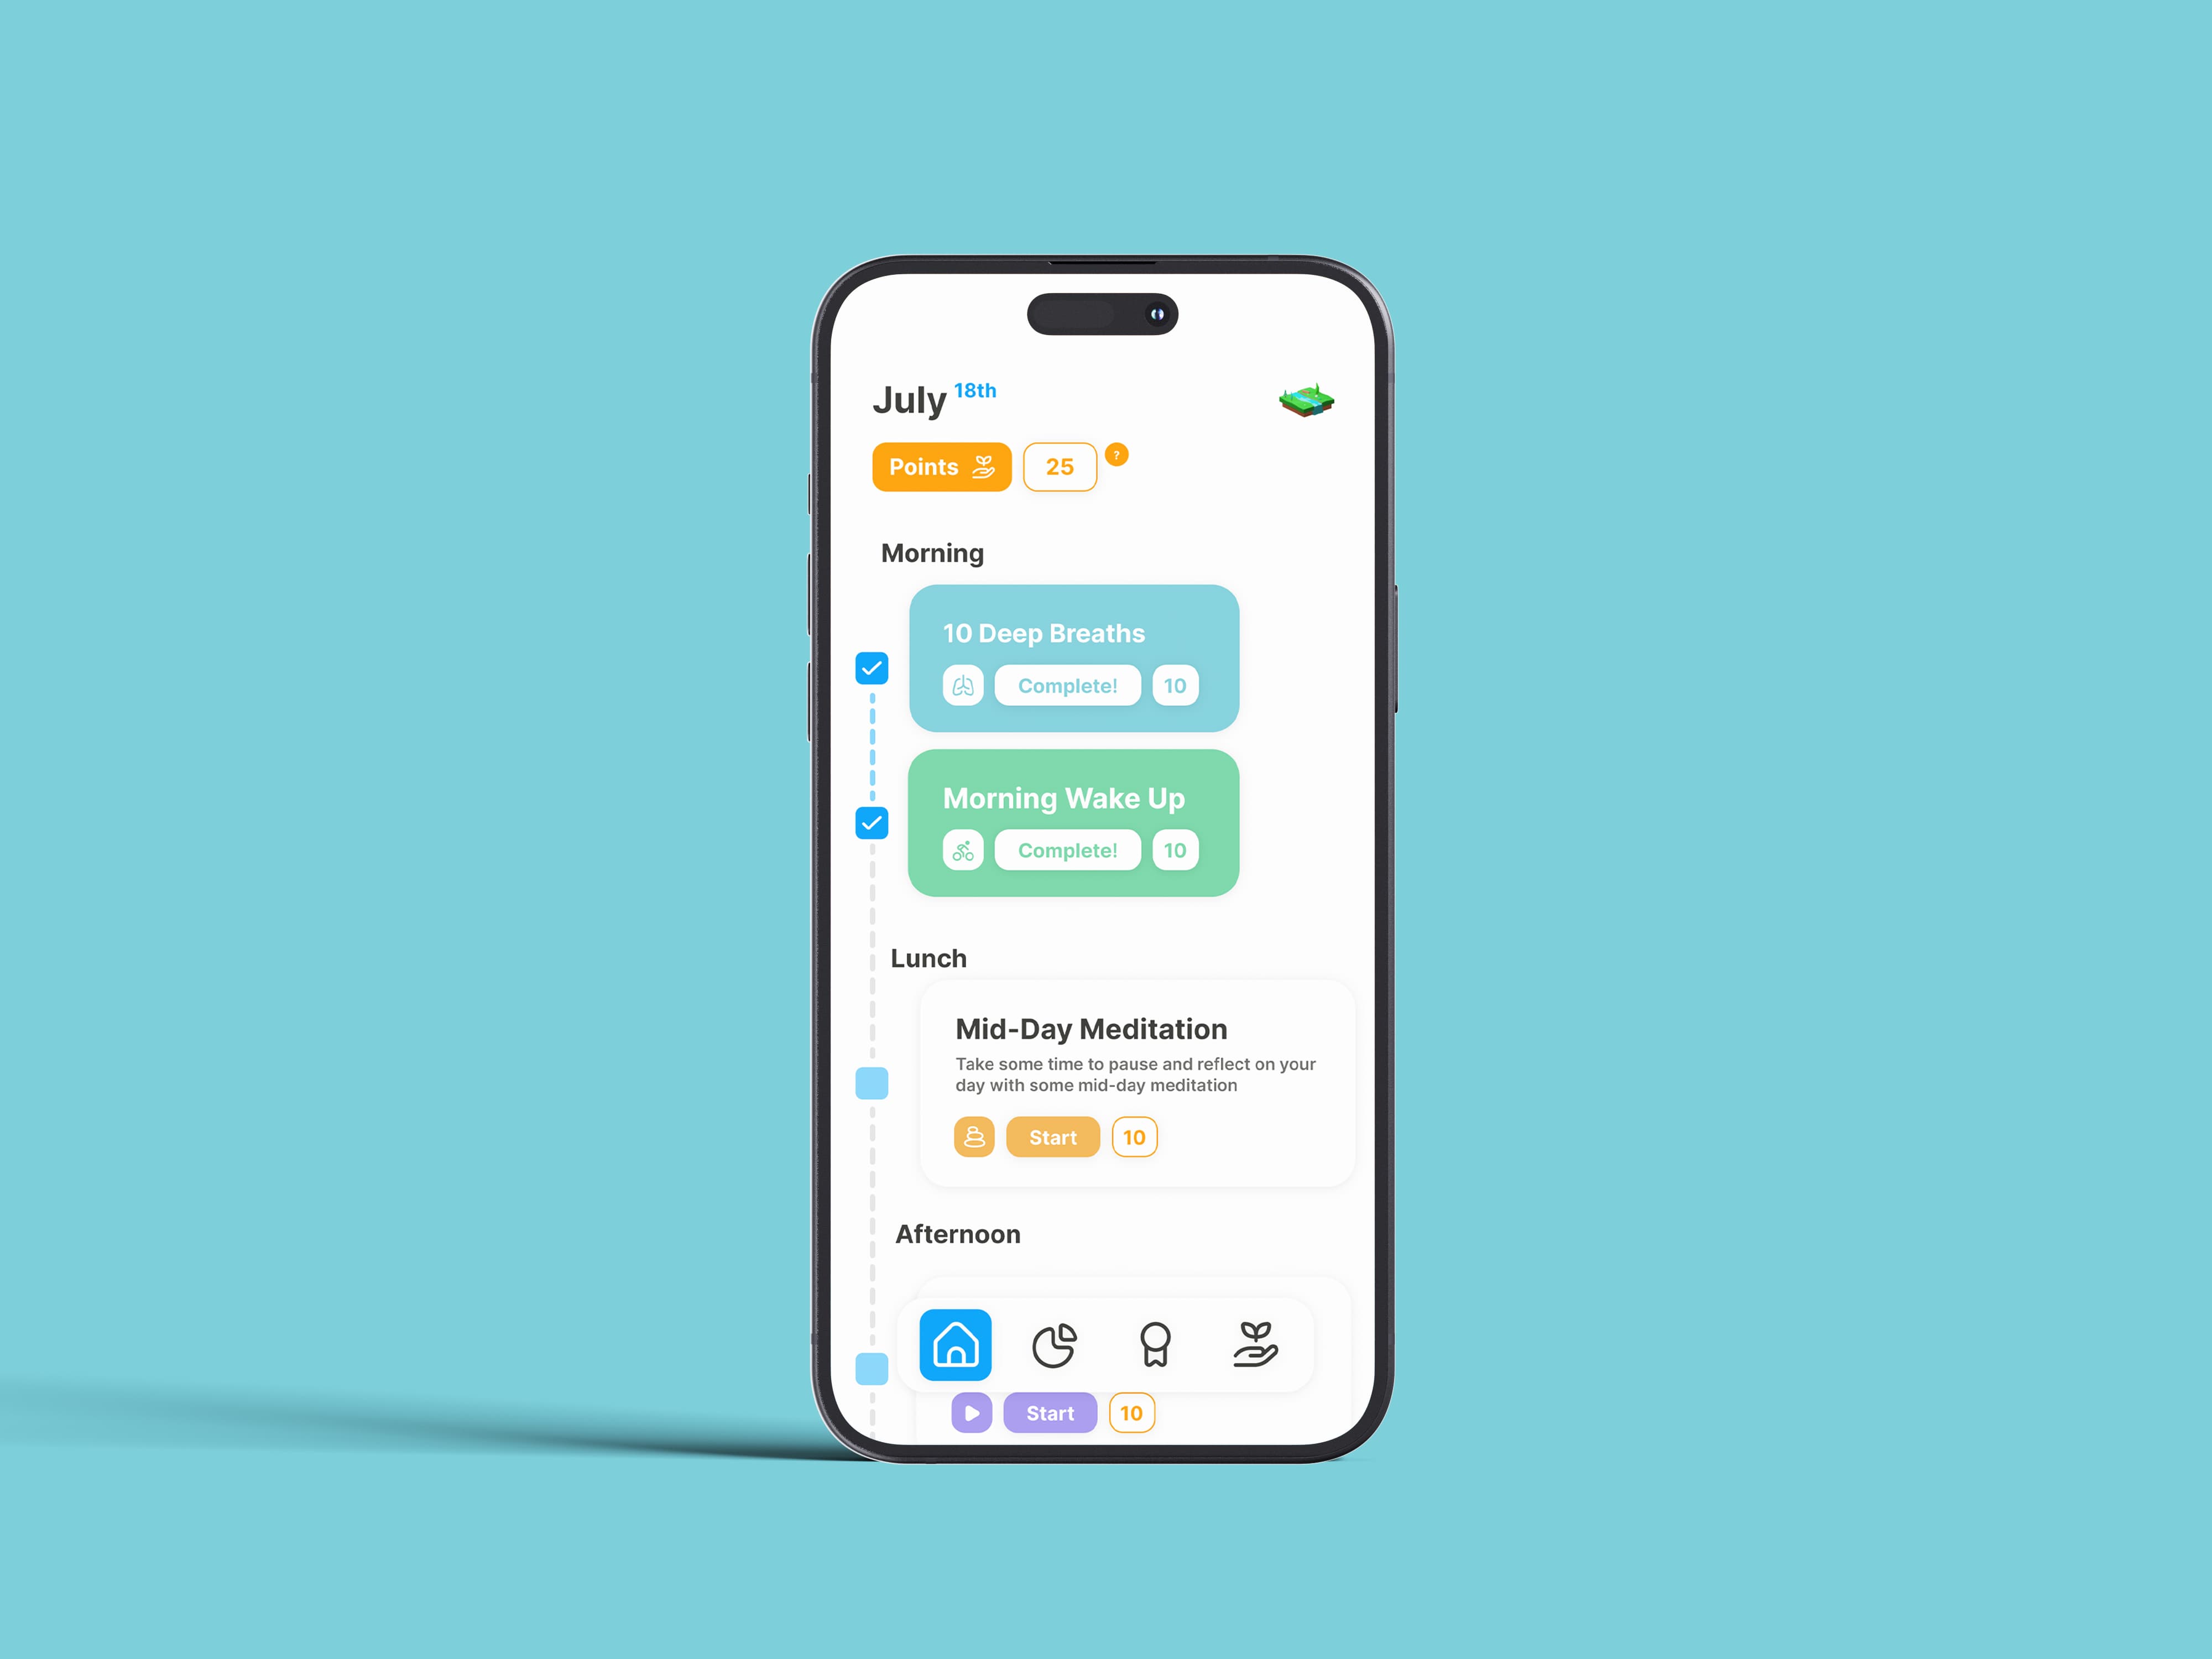 July 18th
Points 25 ?
Morning
10 Deep Breaths
Complete! 10
Morning Wake Up
Complete! 10
Lunch
Mid-Day Meditation
Take some time to pause and reflect on your
day with some mid-day meditation
Start 10
Afternoon
Start 10